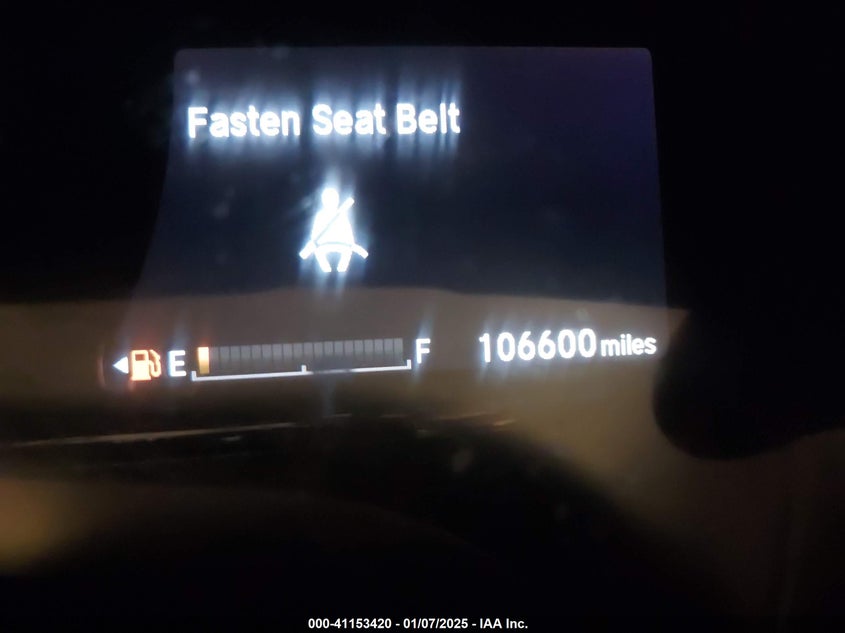 Fasten Seat Belt
E F 106600 miles
000-41153420 - 01/07/2025 - IAA Inc.